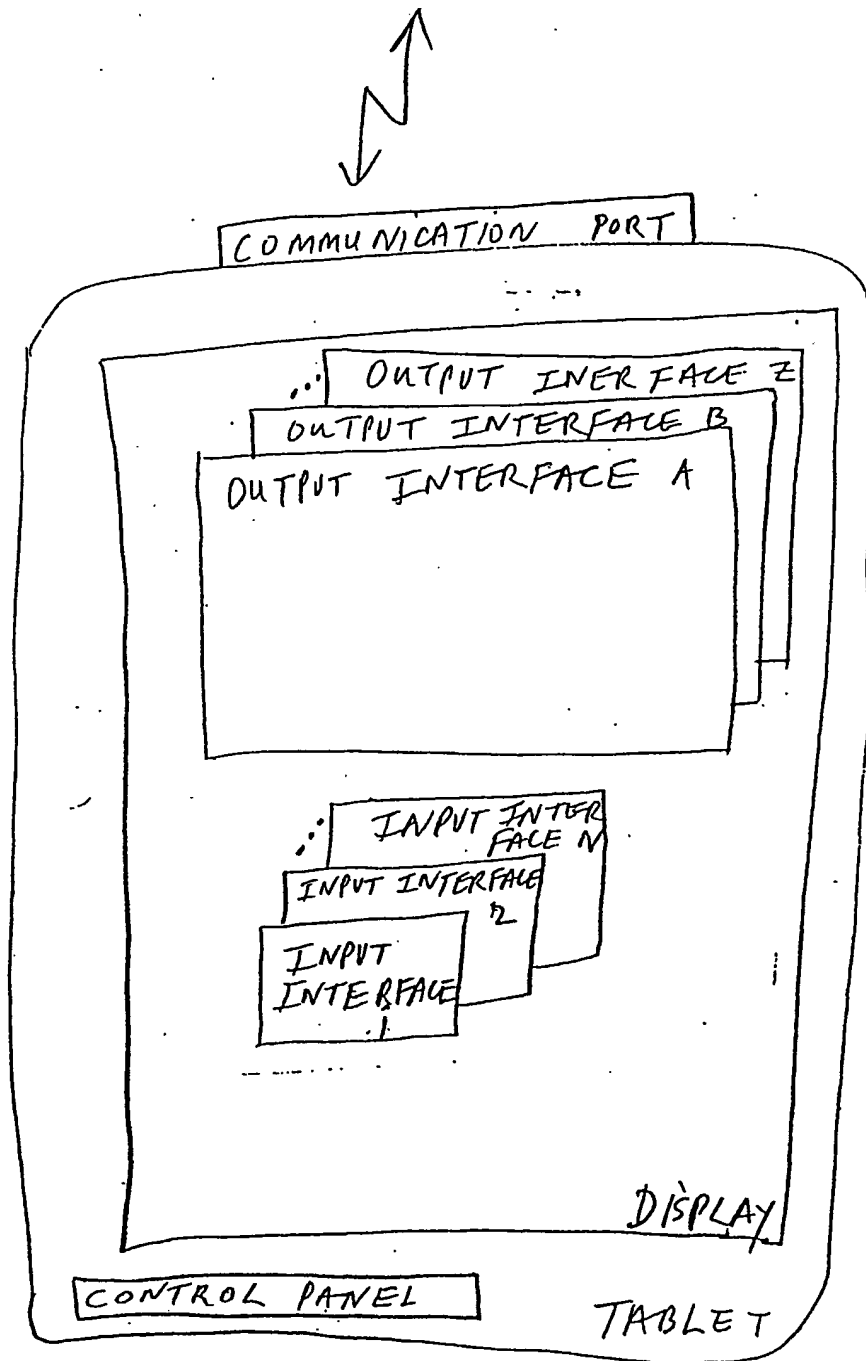 COMMUNICATION PORT
OUTPUT INERFACE Z
OUTPUT INTERFACE B
OUTPUT INTERFACE A
INPUT INTER
FACE N
INPUT INTERFACE
2
INPUT
INTERFACE
1
DISPLAY
CONTROL PANEL
TABLET